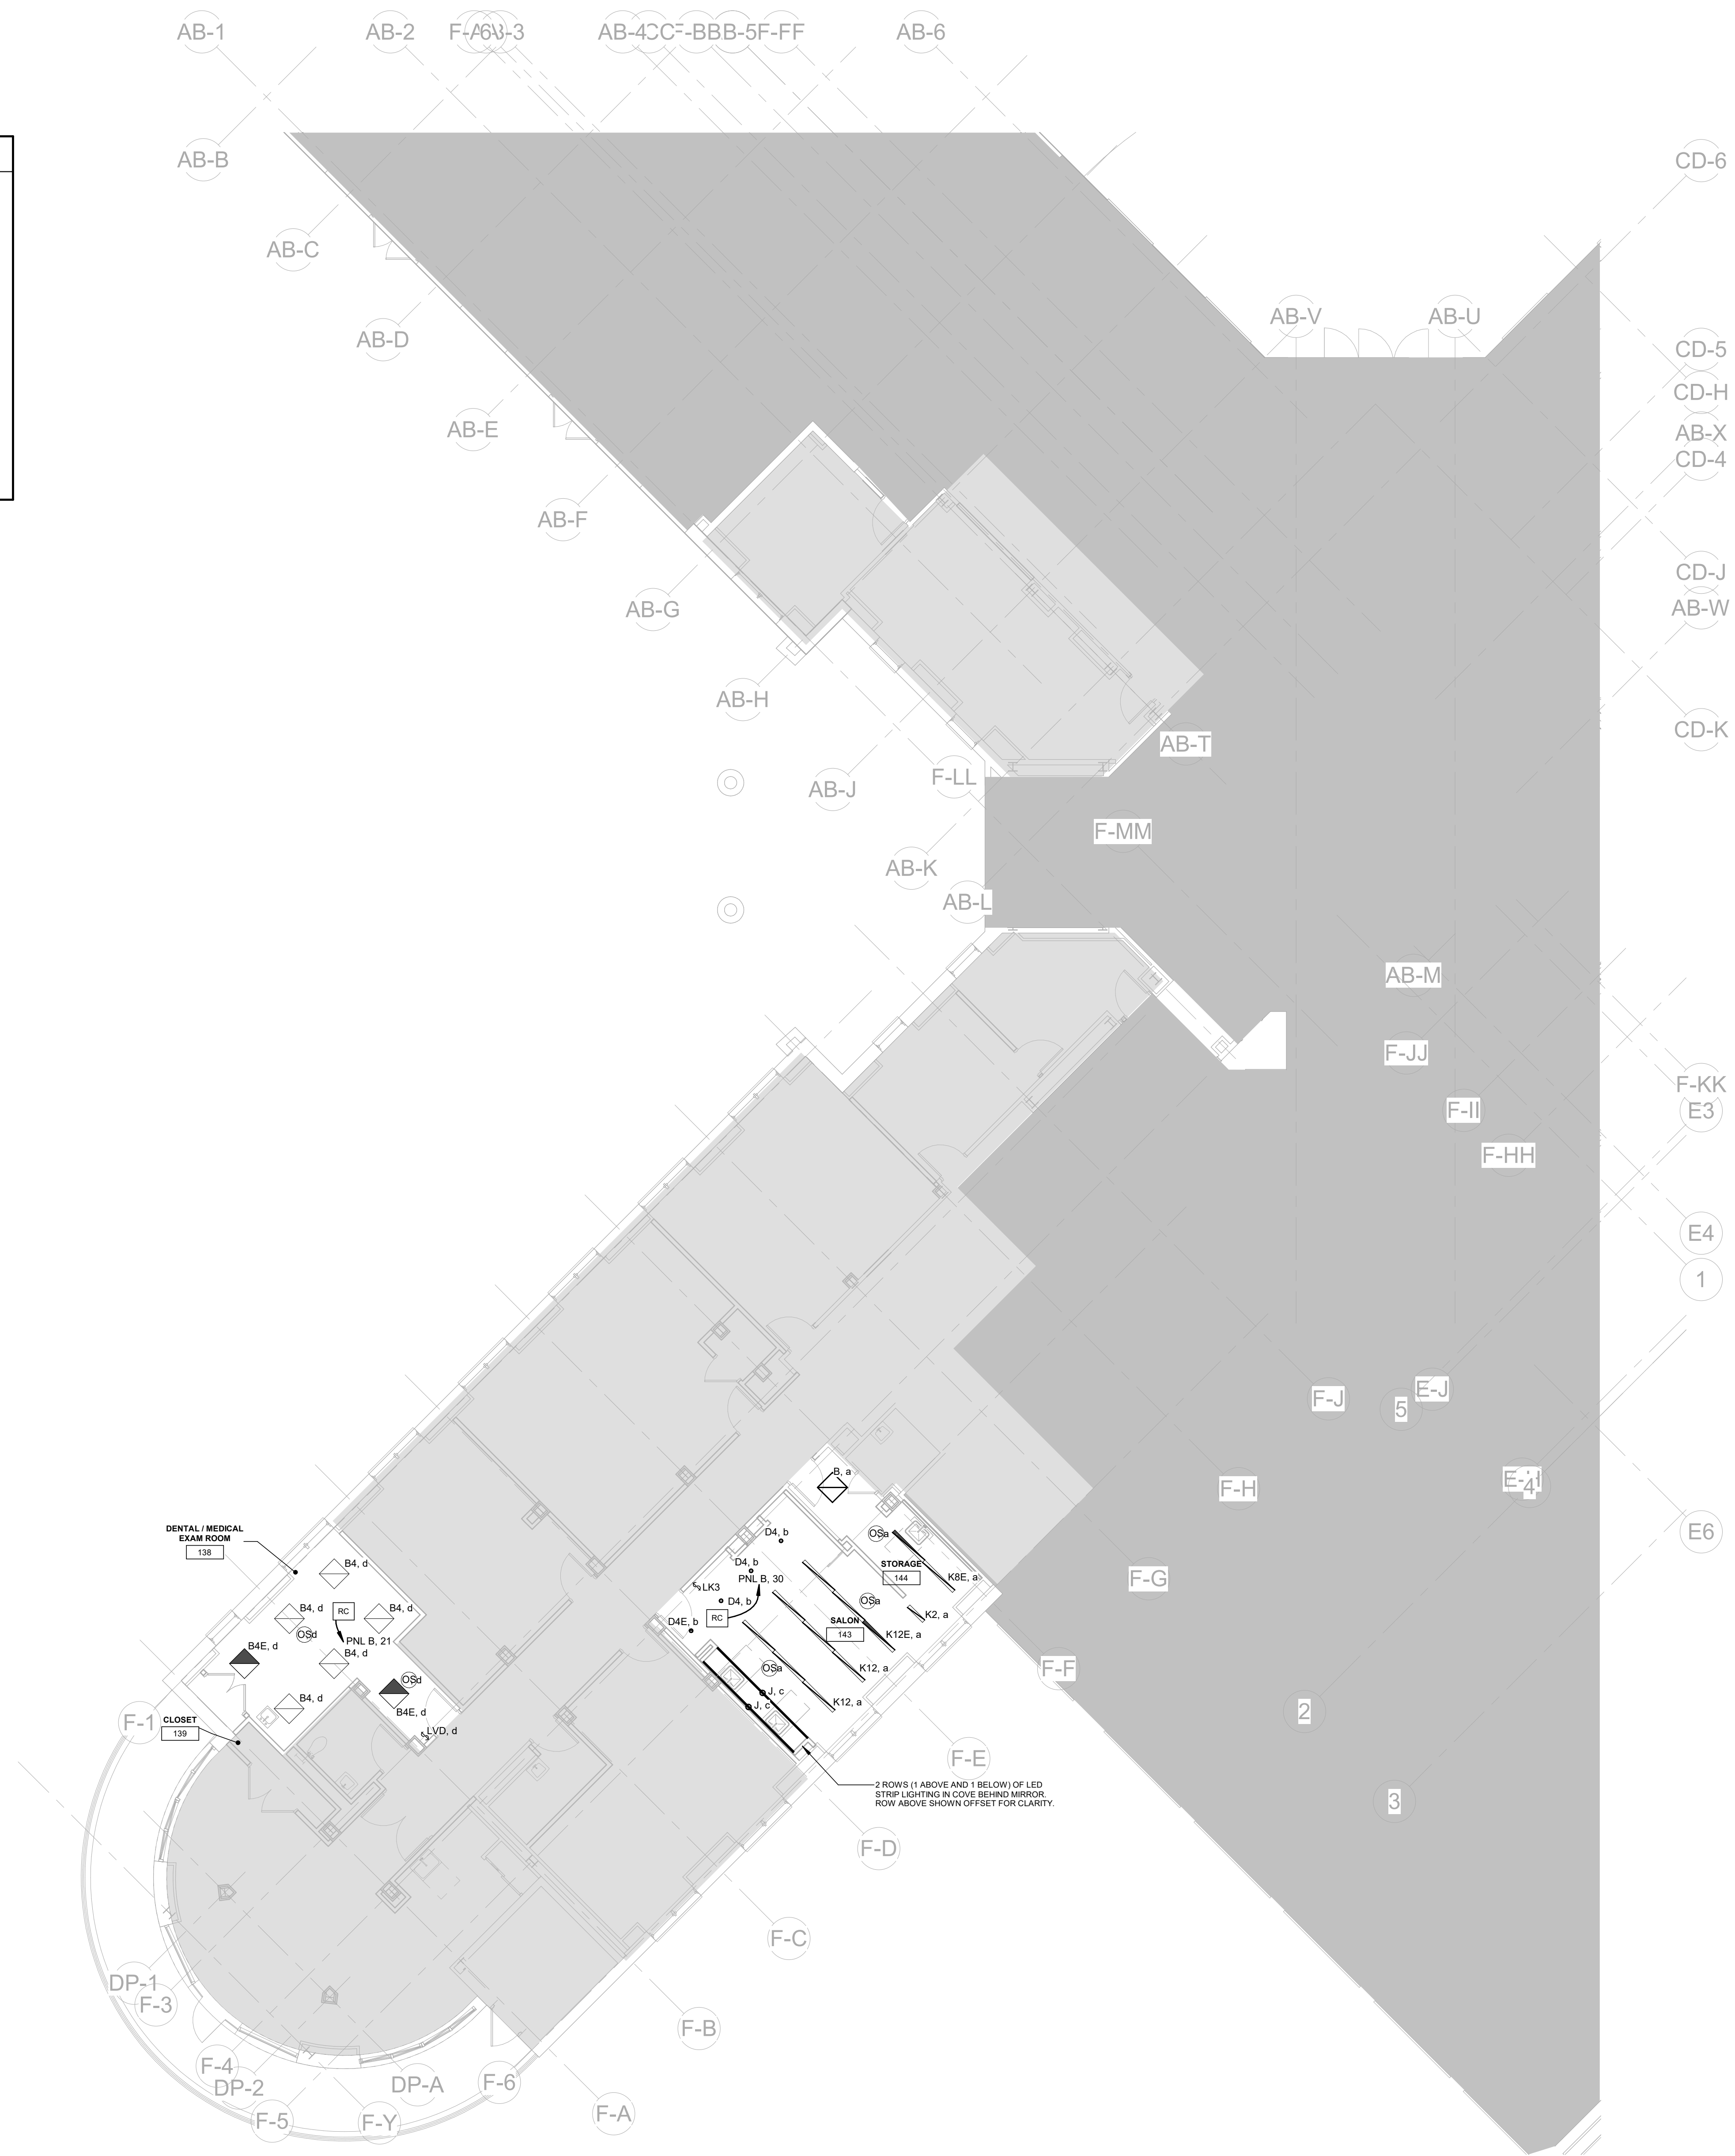 AB-1
AB-2
AB-6
AB-B
CD-6
AB-C
AB-V
AB-U
AB-D
CD-5
CD-H
AB-E
AB-X
CD-4
AB-F
CD-J
AB-G
AB-W
AB-H
CD-K
AB-T
F-LL
AB-J
F-MM
AB-K
AB-L
AB-M
F-JJ
F-KK
F-II
E3
F-HH
E4
1
E-J
F-J
5
B, a
F-H
4
DENTAL / MEDICAL
EXAM ROOM
138
D4, b
OSa
E6
B4, d
D4, b
STORAGE
144
K8E, a
F-G
PNL B, 30
LK3
D4, b
OSa
B4, d
RC
B4, d
RC
K2, a
D4E, b
SALON
143
OSd
PNL B, 21
K12E, a
B4E, d
B4, d
F-F
OSa
K12, a
OSd
J, c
B4, d
B4E, d
J, c
K12, a
2
F-1
CLOSET
139
LVD, d
F-E
2 ROWS (1 ABOVE AND 1 BELOW) OF LED
STRIP LIGHTING IN COVE BEHIND MIRROR.
ROW ABOVE SHOWN OFFSET FOR CLARITY.
3
F-D
F-C
DP-1
F-3
F-B
F-4
DP-2
DP-A
F-6
F-5
F-Y
F-A